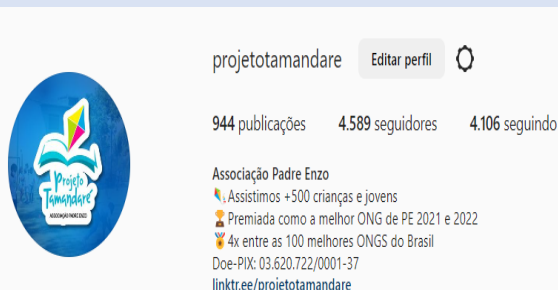 projetotamandare Editar perfil
944 publicações 4.589 seguidores 4.106 seguindo
Projeto
Tamandaré
ASSOCIAÇÃO PADRE ENZO
Associação Padre Enzo
🪁 Assistimos +500 crianças e jovens
🏆 Premiada como a melhor ONG de PE 2021 e 2022
🏅 4x entre as 100 melhores ONGS do Brasil
Doe-PIX: 03.620.722/0001-37
linktr.ee/projetotamandare